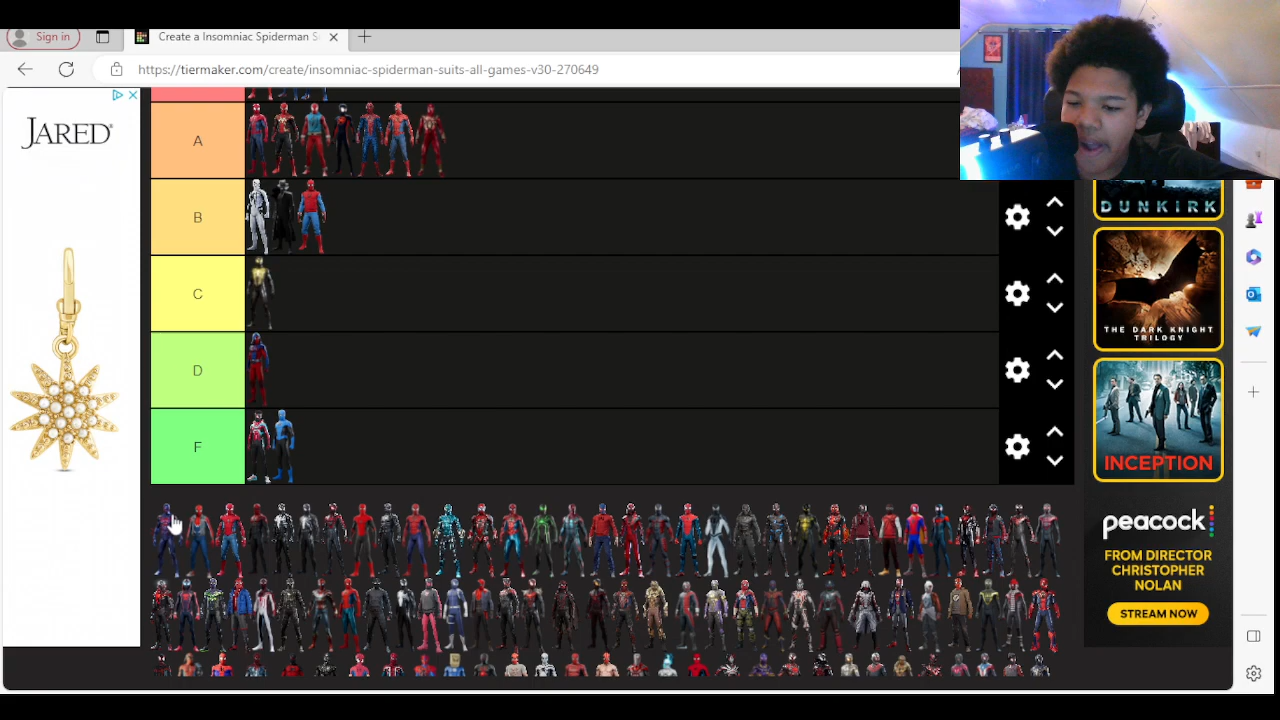 Sign in
Create a Insomniac Spiderman S
https://tiermaker.com/create/insomniac-spiderman-suits-all-games-v30-270649
JARED
A
B
C
D
F
DUNKIRK
THE DARK KNIGHT
TRILOGY
INCEPTION
peacock
FROM DIRECTOR
CHRISTOPHER
NOLAN
STREAM NOW